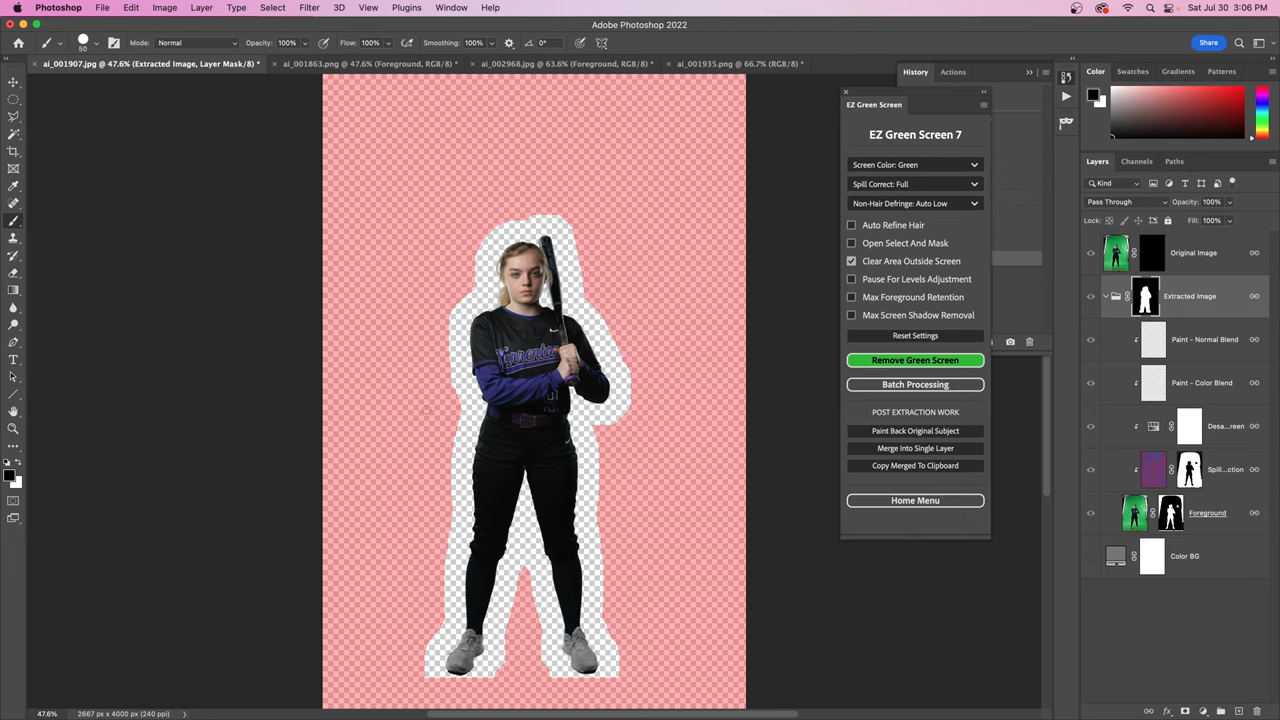 Photoshop File Edit Image Layer Type Select Filter 3D View Plugins Window Help Sat Jul 30 3:06 PM
Adobe Photoshop 2022
50 Mode: Normal Opacity: 100% Flow: 100% Smoothing: 100% 0° Share
ai_001907.jpg @ 47.6% (Extracted Image, Layer Mask/8) * ai_001863.png @ 47.6% (Foreground, RGB/8) * ai_002968.jpg @ 63.6% (Foreground, RGB/8) * ai_001935.png @ 66.7% (RGB/8) *
History Actions
EZ Green Screen
EZ Green Screen 7
Screen Color: Green
Spill Correct: Full
Non-Hair Defringe: Auto Low
Auto Refine Hair
Open Select And Mask
Clear Area Outside Screen
Pause For Levels Adjustment
Max Foreground Retention
Max Screen Shadow Removal
Reset Settings
Remove Green Screen
Batch Processing
POST EXTRACTION WORK
Paint Back Original Subject
Merge Into Single Layer
Copy Merged To Clipboard
Home Menu
Color Swatches Gradients Patterns
Layers Channels Paths
Kind
Pass Through Opacity: 100%
Lock: Fill: 100%
Original Image
Extracted Image
Paint - Normal Blend
Paint - Color Blend
Desa...reen
Spill...ction
Foreground
Color BG
Warrenton
47.6% 2667 px x 4000 px (240 ppi)